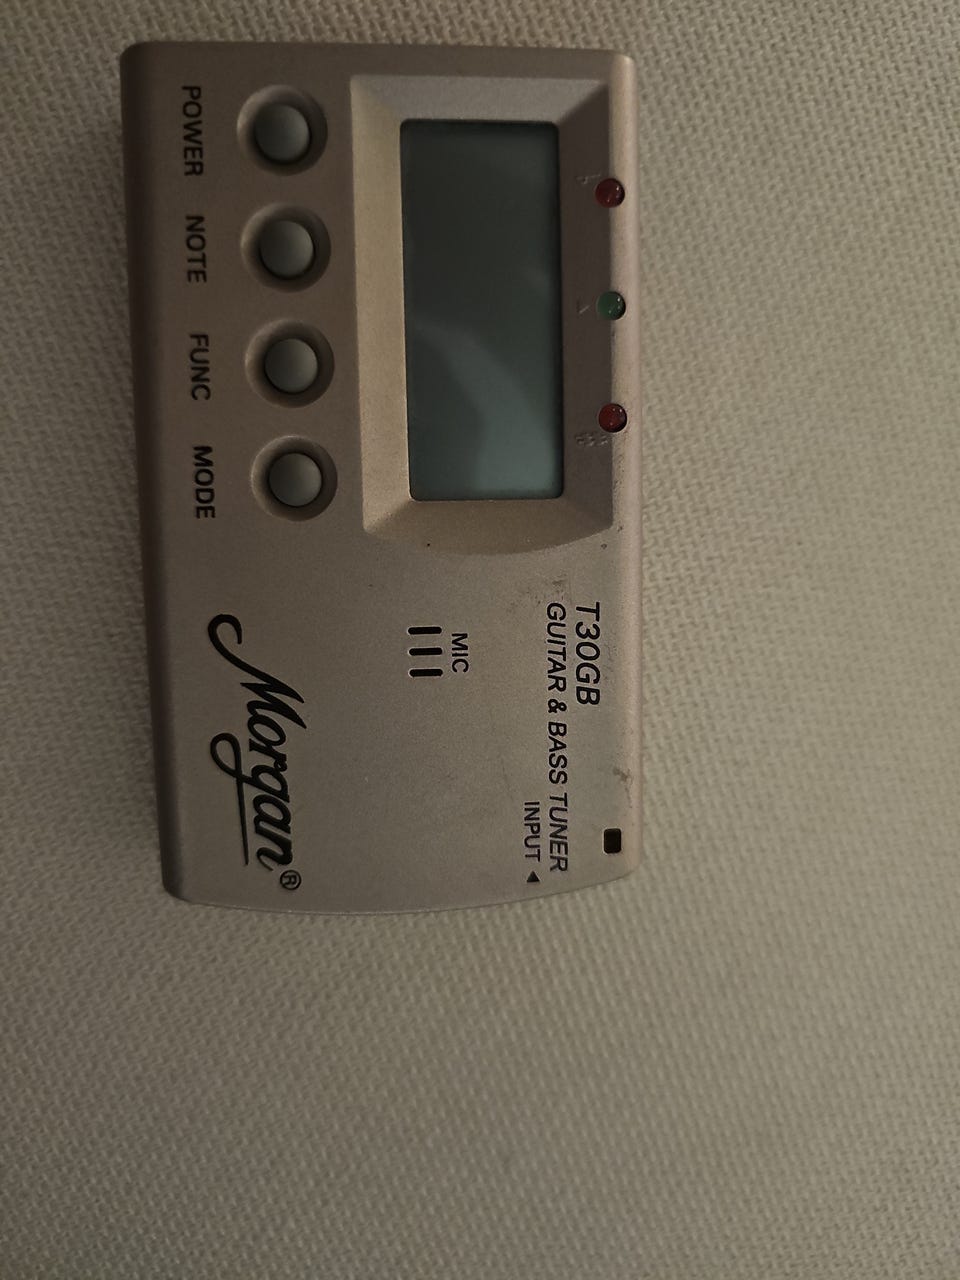 T30GB
GUITAR & BASS TUNER
INPUT ◄
MIC
POWER NOTE FUNC MODE
Morgan®